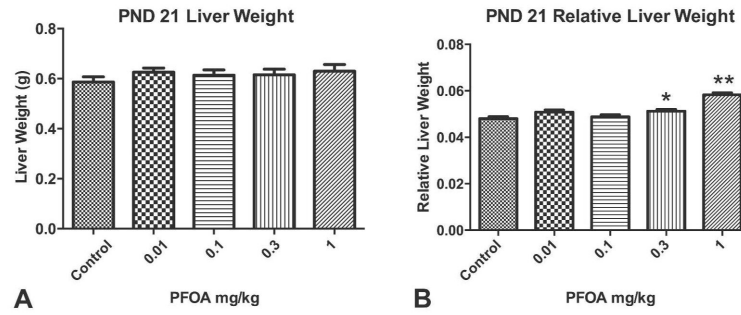 PND 21 Liver Weight
Liver Weight (g)
0.8
0.6
0.4
0.2
0.0
Control
0.01
0.1
0.3
1
PFOA mg/kg
A
PND 21 Relative Liver Weight
Relative Liver Weight
0.08
0.06
0.04
0.02
0.00
*
**
Control
0.01
0.1
0.3
1
PFOA mg/kg
B